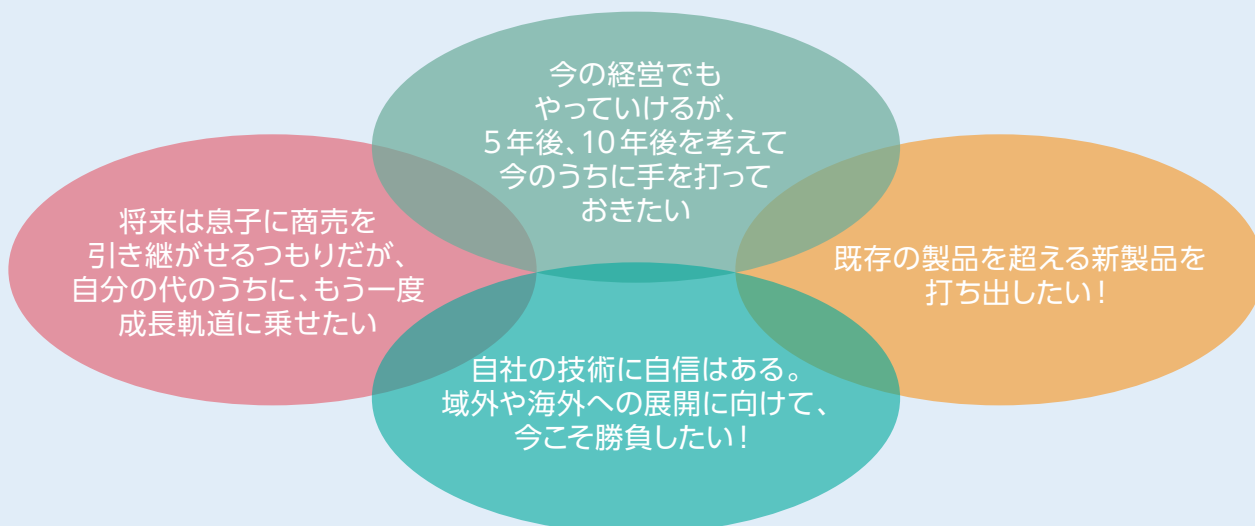 今の経営でも
やっていけるが、
5年後、10年後を考えて
今のうちに手を打って
おきたい
将来は息子に商売を
引き継がせるつもりだが、
自分の代のうちに、もう一度
成長軌道に乗せたい
既存の製品を超える新製品を
打ち出したい！
自社の技術に自信はある。
域外や海外への展開に向けて、
今こそ勝負したい！